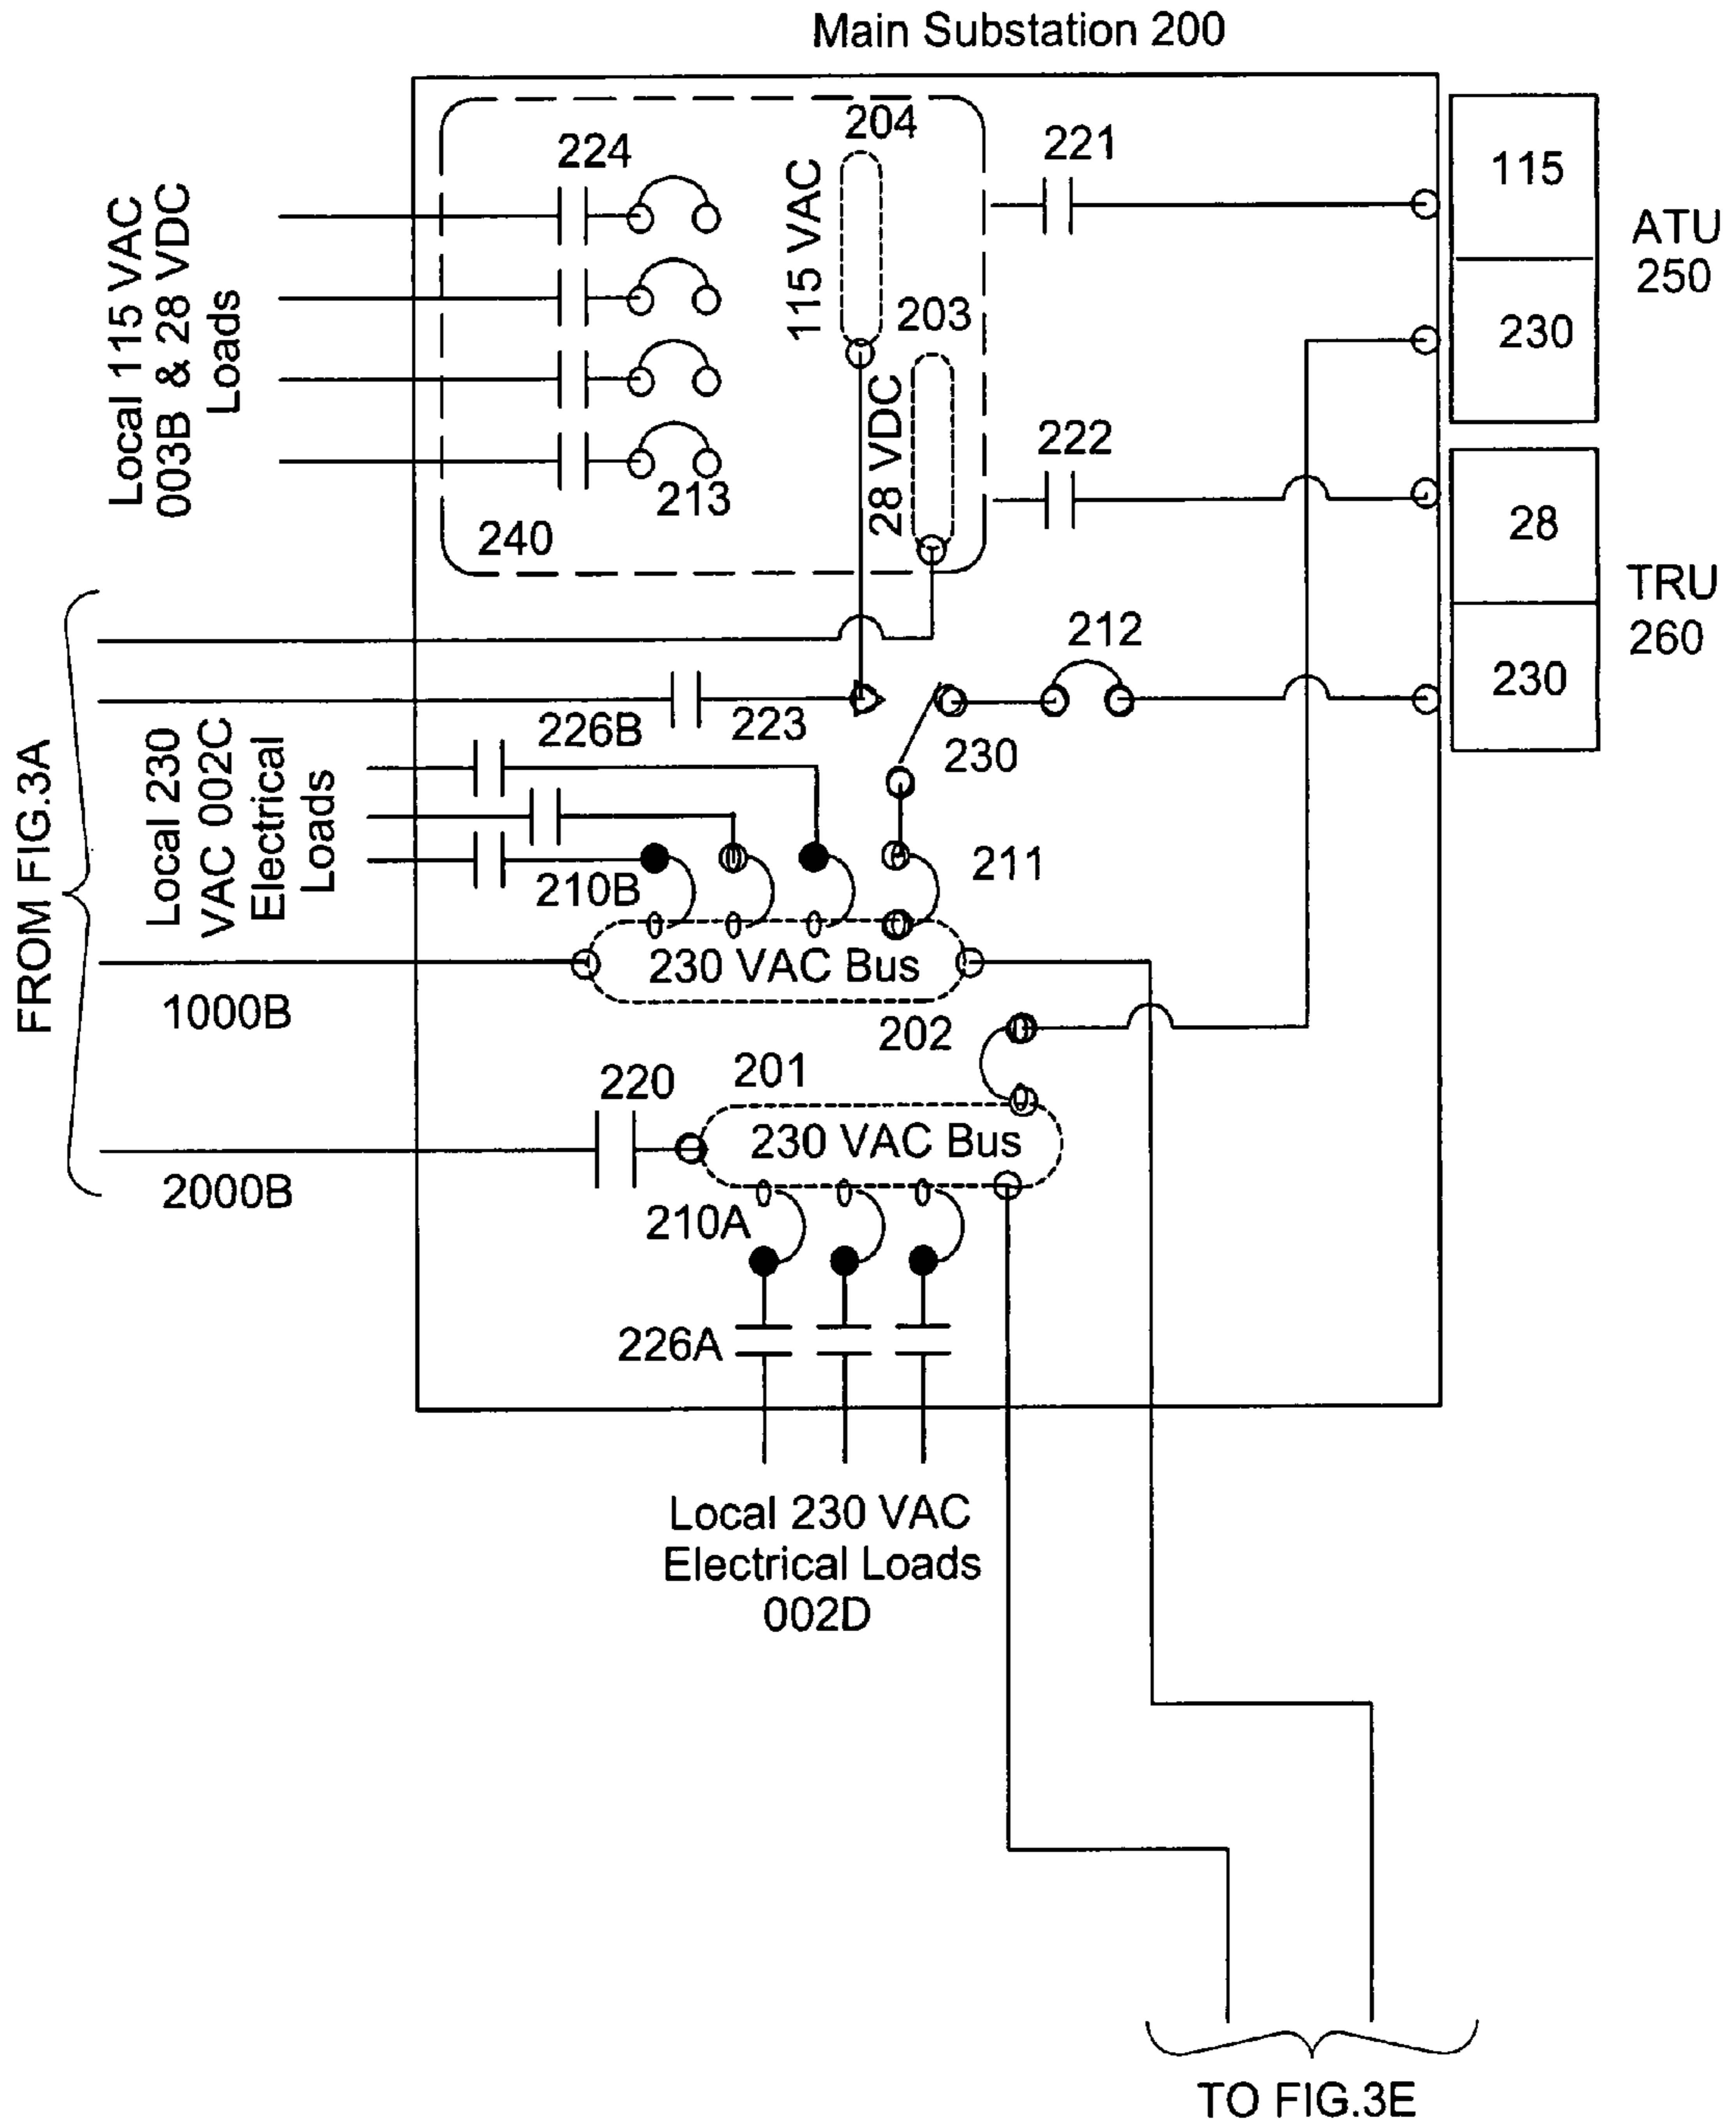 Main Substation 200
204
224
221
115
ATU
250
115 VAC
Local 115 VAC
003B & 28 VDC
Loads
203
230
28 VDC
222
213
240
28
TRU
260
212
230
226B
223
230
FROM FIG.3A
Local 230
VAC 002C
Electrical
Loads
211
210B
230 VAC Bus
1000B
202
201
220
230 VAC Bus
2000B
210A
226A
Local 230 VAC
Electrical Loads
002D
TO FIG.3E